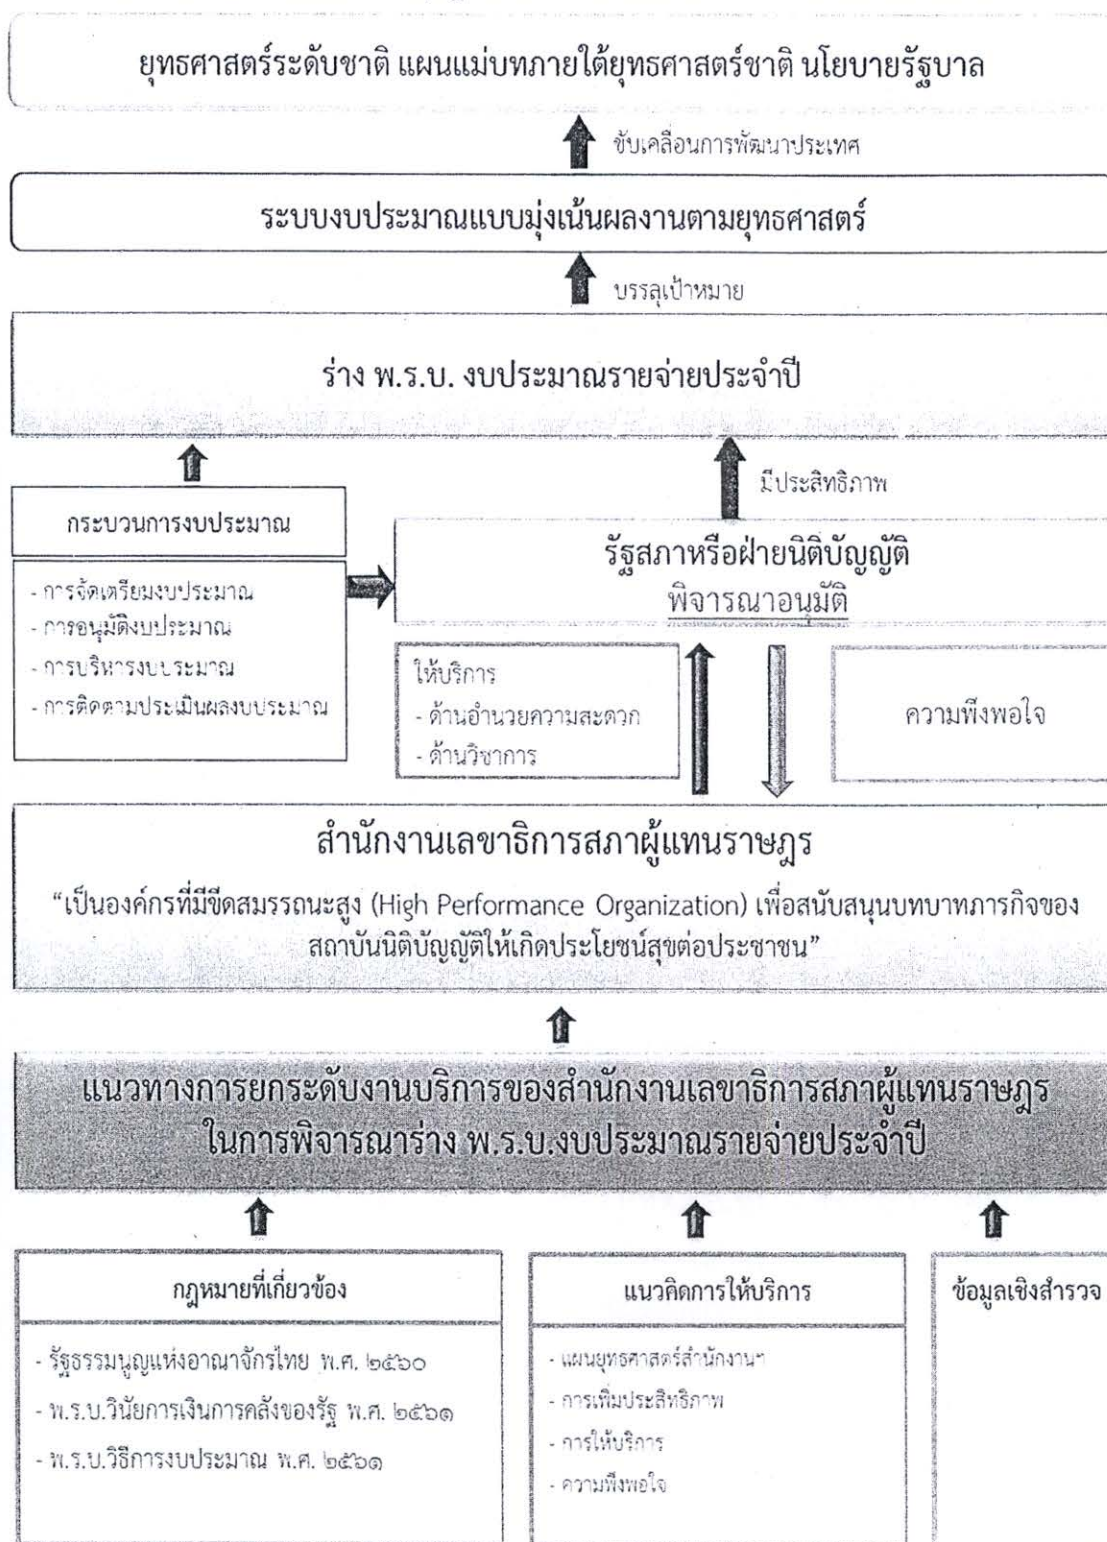 ยุทธศาสตร์ระดับชาติ แผนแม่บทภายใต้ยุทธศาสตร์ชาติ นโยบายรัฐบาล
ขับเคลื่อนการพัฒนาประเทศ
ระบบงบประมาณแบบมุ่งเน้นผลงานตามยุทธศาสตร์
บรรลุเป้าหมาย
ร่าง พ.ร.บ. งบประมาณรายจ่ายประจำปี
มีประสิทธิภาพ
กระบวนการงบประมาณ
- การจัดเตรียมงบประมาณ
- การอนุมัติงบประมาณ
- การบริหารงบประมาณ
- การติดตามประเมินผลงบประมาณ
รัฐสภาหรือฝ่ายนิติบัญญัติ
พิจารณาอนุมัติ
ให้บริการ
- ด้านอำนวยความสะดวก
- ด้านวิชาการ
ความพึงพอใจ
สำนักงานเลขาธิการสภาผู้แทนราษฎร
“เป็นองค์กรที่มีขีดสมรรถนะสูง (High Performance Organization) เพื่อสนับสนุนบทบาทภารกิจของ
สถาบันนิติบัญญัติให้เกิดประโยชน์สุขต่อประชาชน”
แนวทางการยกระดับงานบริการของสำนักงานเลขาธิการสภาผู้แทนราษฎร
ในการพิจารณาร่าง พ.ร.บ.งบประมาณรายจ่ายประจำปี
กฎหมายที่เกี่ยวข้อง
- รัฐธรรมนูญแห่งอาณาจักรไทย พ.ศ. ๒๕๖๐
- พ.ร.บ.วินัยการเงินการคลังของรัฐ พ.ศ. ๒๕๖๑
- พ.ร.บ.วิธีการงบประมาณ พ.ศ. ๒๕๖๑
แนวคิดการให้บริการ
- แผนยุทธศาสตร์สำนักงานฯ
- การเพิ่มประสิทธิภาพ
- การให้บริการ
- ความพึงพอใจ
ข้อมูลเชิงสำรวจ